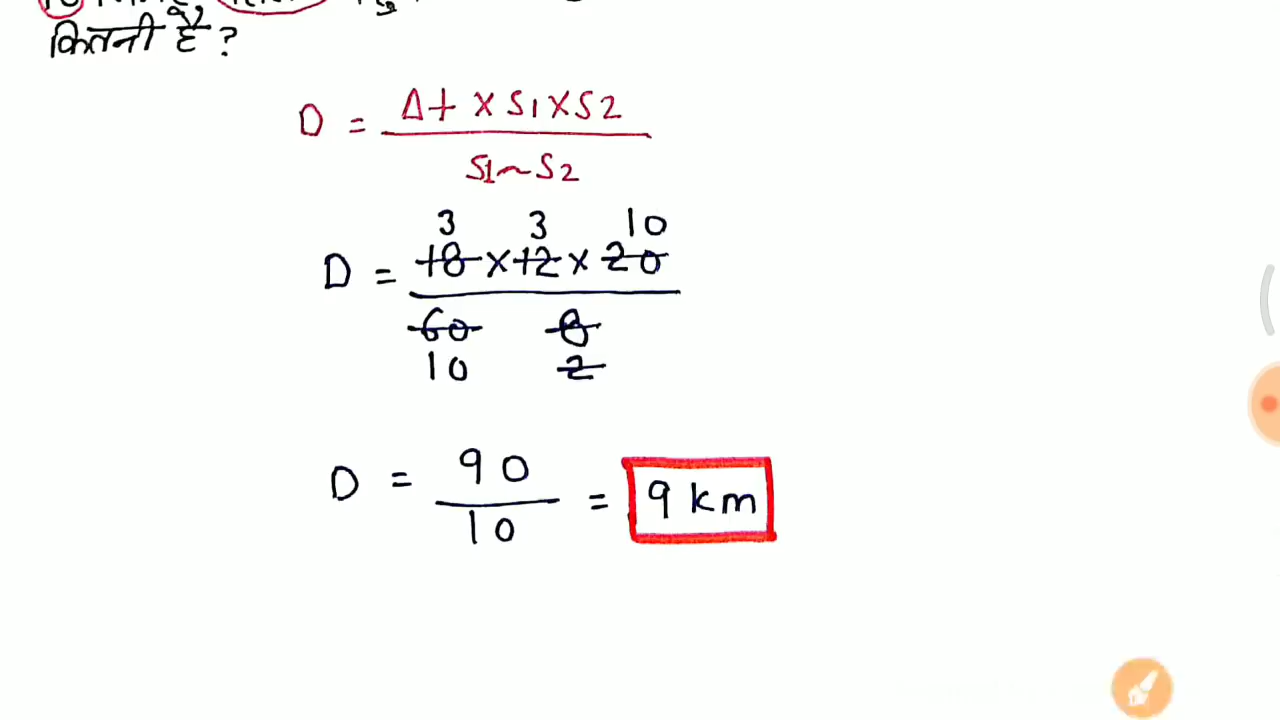 कितनी है ?
D = Δt × S1 × S2
S1 ~ S2
3 3 10
D = 18 × 12 × 20
60 8
10 2
D = 90
10
= 9 km